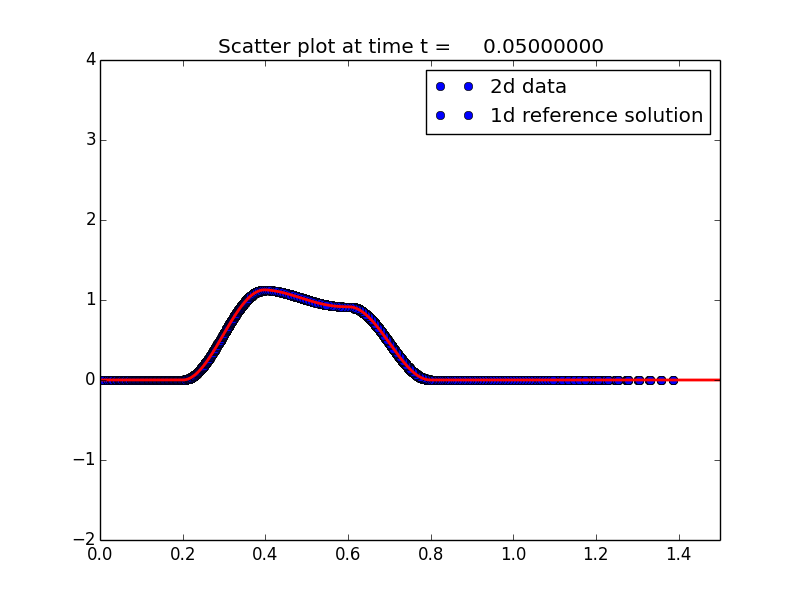 Scatter plot at time t =     0.05000000
2d data
1d reference solution
4
3
2
1
0
−1
−2
0.0 0.2 0.4 0.6 0.8 1.0 1.2 1.4